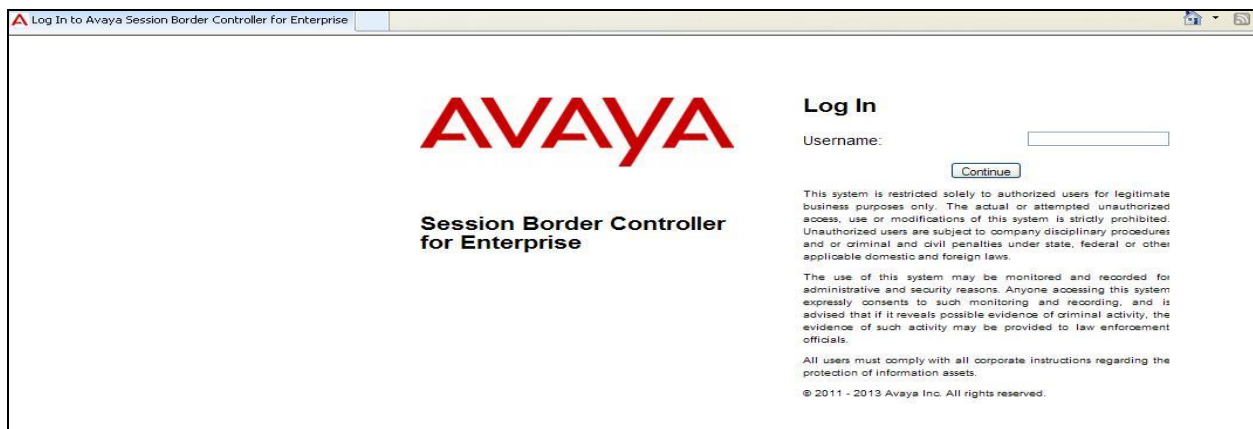 Log In to Avaya Session Border Controller for Enterprise
AVAYA
Session Border Controller
for Enterprise
Log In
Username:
Continue
This system is restricted solely to authorized users for legitimate
business purposes only. The actual or attempted unauthorized
access, use or modifications of this system is strictly prohibited.
Unauthorized users are subject to company disciplinary procedures
and or criminal and civil penalties under state, federal or other
applicable domestic and foreign laws.
The use of this system may be monitored and recorded for
administrative and security reasons. Anyone accessing this system
expressly consents to such monitoring and recording, and is
advised that if it reveals possible evidence of criminal activity, the
evidence of such activity may be provided to law enforcement
officials.
All users must comply with all corporate instructions regarding the
protection of information assets.
© 2011 - 2013 Avaya Inc. All rights reserved.